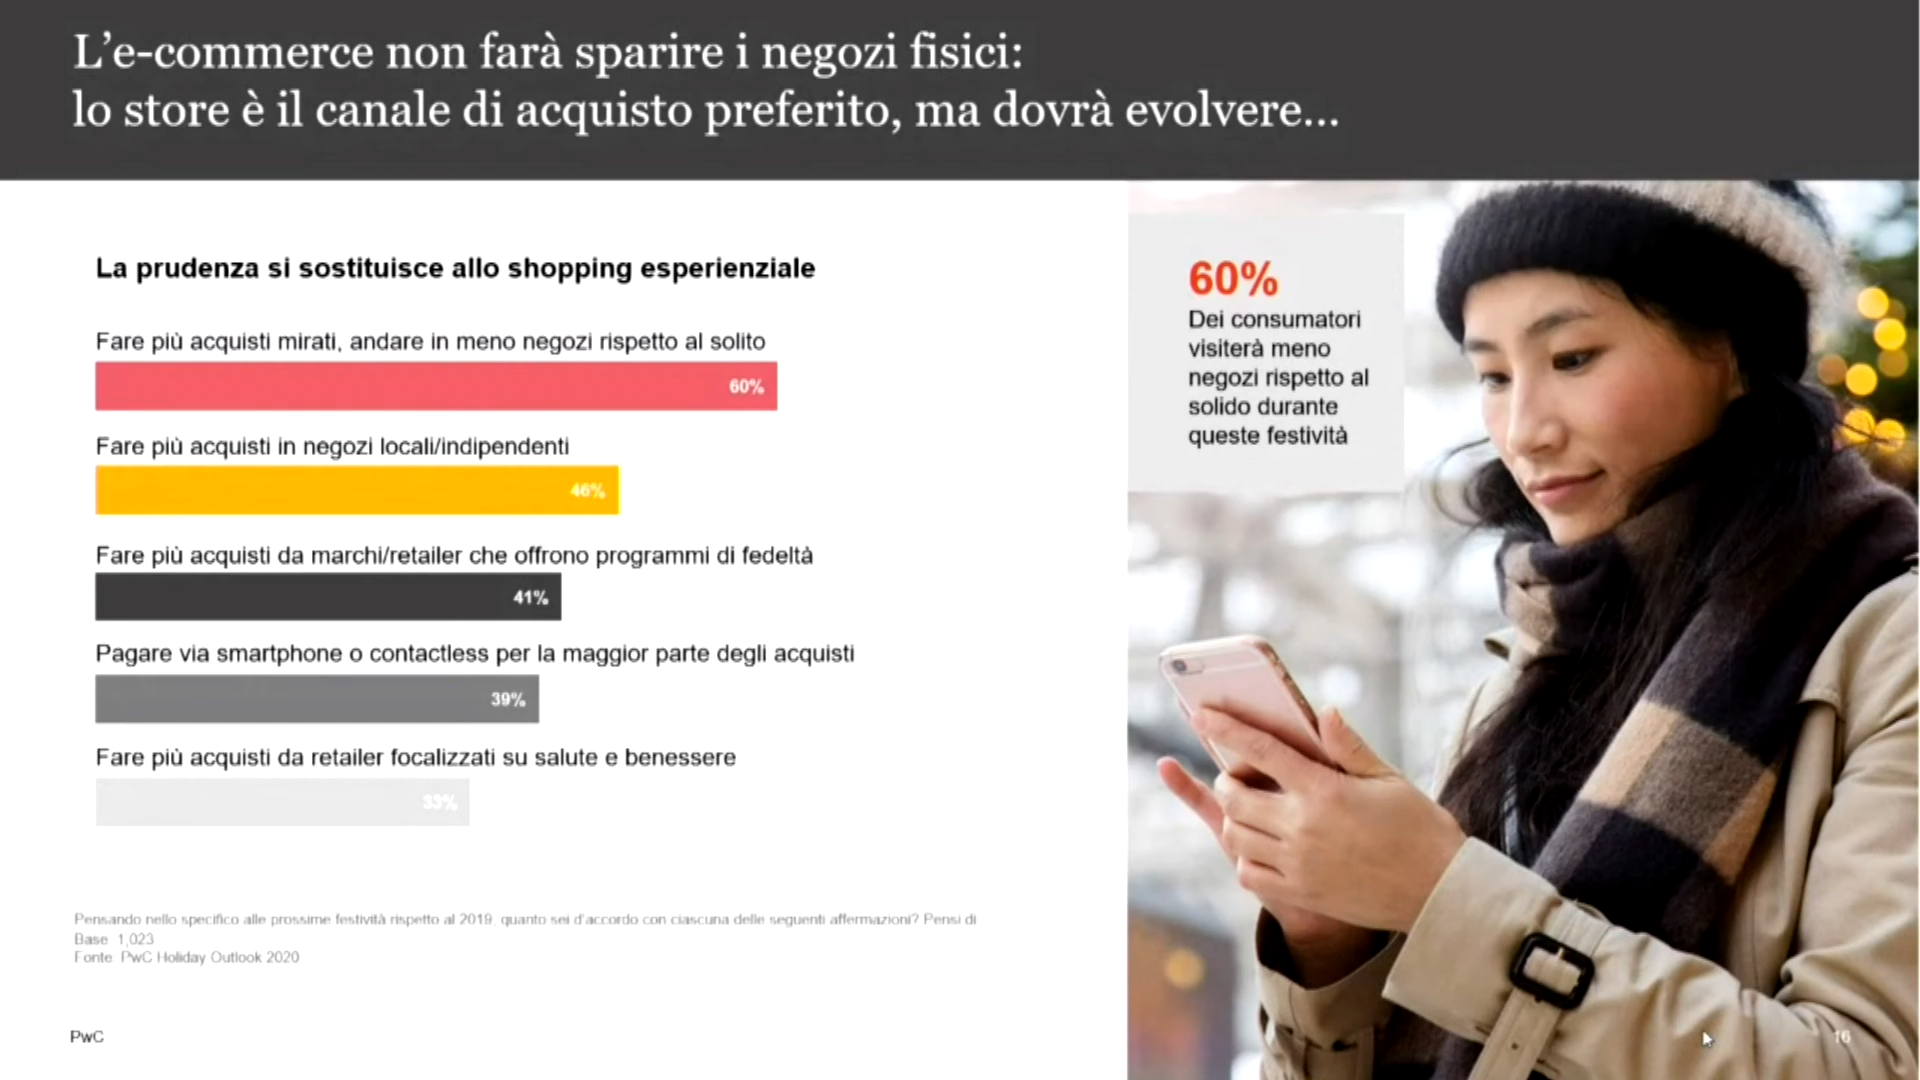 L’e-commerce non farà sparire i negozi fisici:
lo store è il canale di acquisto preferito, ma dovrà evolvere...
La prudenza si sostituisce allo shopping esperienziale
Fare più acquisti mirati, andare in meno negozi rispetto al solito
60%
Fare più acquisti in negozi locali/indipendenti
46%
Fare più acquisti da marchi/retailer che offrono programmi di fedeltà
41%
Pagare via smartphone o contactless per la maggior parte degli acquisti
39%
Fare più acquisti da retailer focalizzati su salute e benessere
33%
60%
Dei consumatori
visiterà meno
negozi rispetto al
solido durante
queste festività
Pensando nello specifico alle prossime festività rispetto al 2019, quanto sei d'accordo con ciascuna delle seguenti affermazioni? Pensi di
Base 1,023
Fonte PwC Holiday Outlook 2020
PwC
16